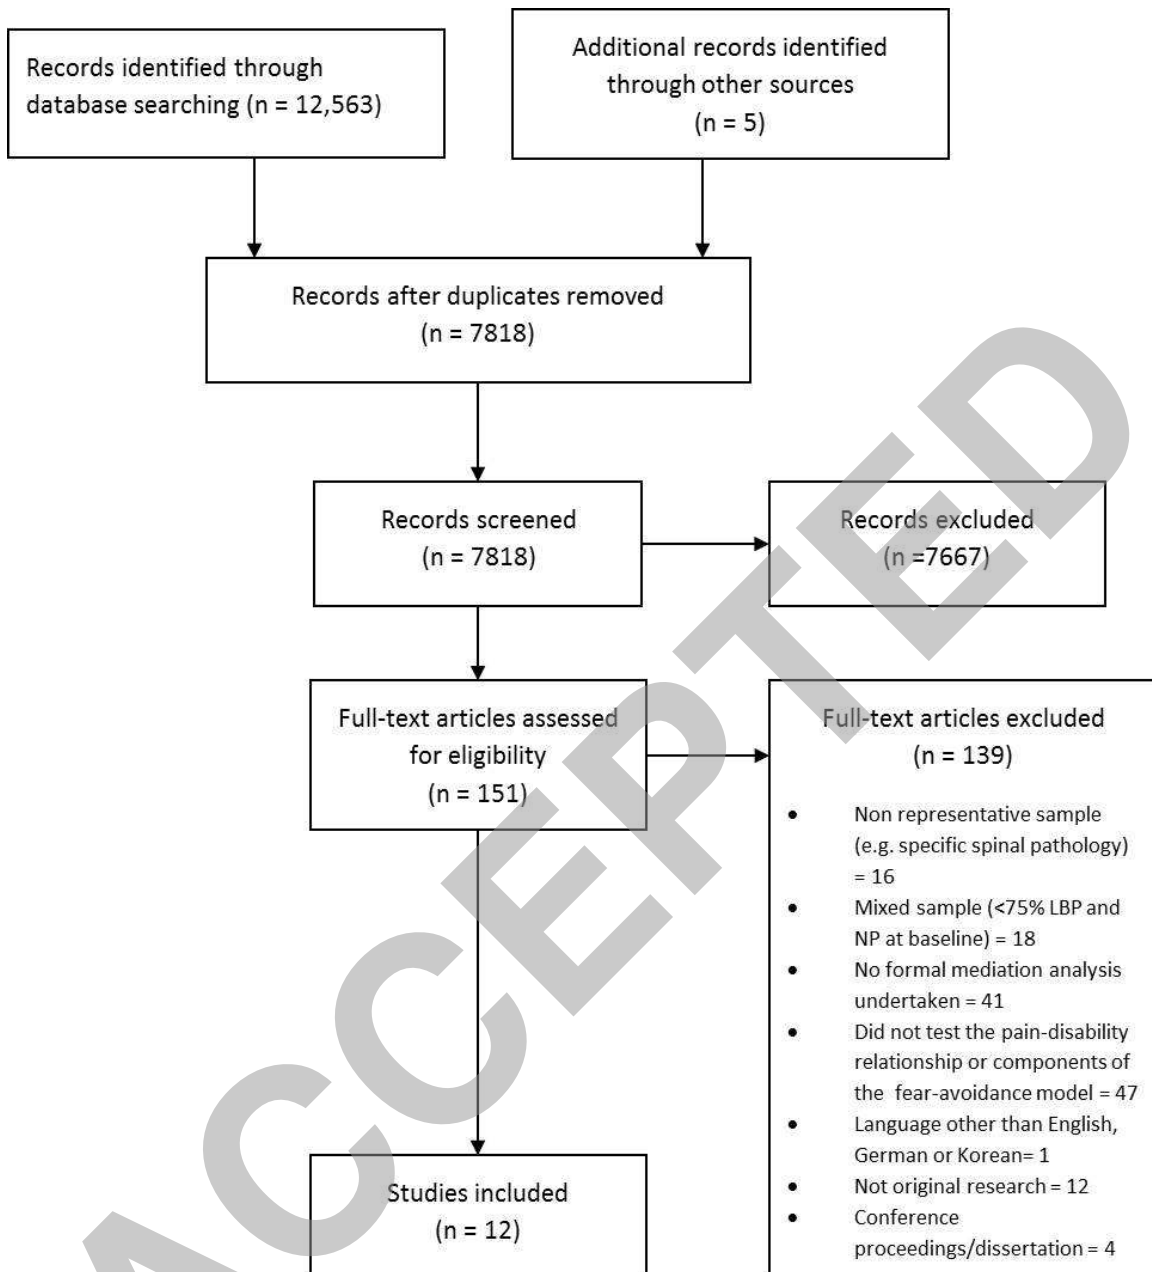 Records identified through
database searching (n = 12,563)
Additional records identified
through other sources
(n = 5)
Records after duplicates removed
(n = 7818)
Records screened
(n = 7818)
Records excluded
(n =7667)
Full-text articles assessed
for eligibility
(n = 151)
Full-text articles excluded
(n = 139)
• Non representative sample
(e.g. specific spinal pathology)
= 16
• Mixed sample (<75% LBP and
NP at baseline) = 18
• No formal mediation analysis
undertaken = 41
• Did not test the pain-disability
relationship or components of
the fear-avoidance model = 47
• Language other than English,
German or Korean= 1
• Not original research = 12
• Conference
proceedings/dissertation = 4
Studies included
(n = 12)
ACCEPTED